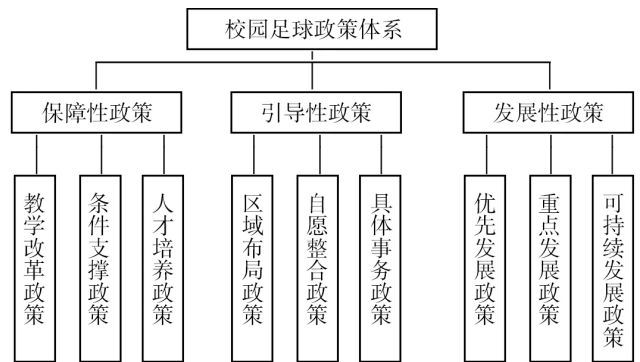 校园足球政策体系
保障性政策
引导性政策
发展性政策
教学改革政策
条件支撑政策
人才培养政策
区域布局政策
自愿整合政策
具体事务政策
优先发展政策
重点发展政策
可持续发展政策